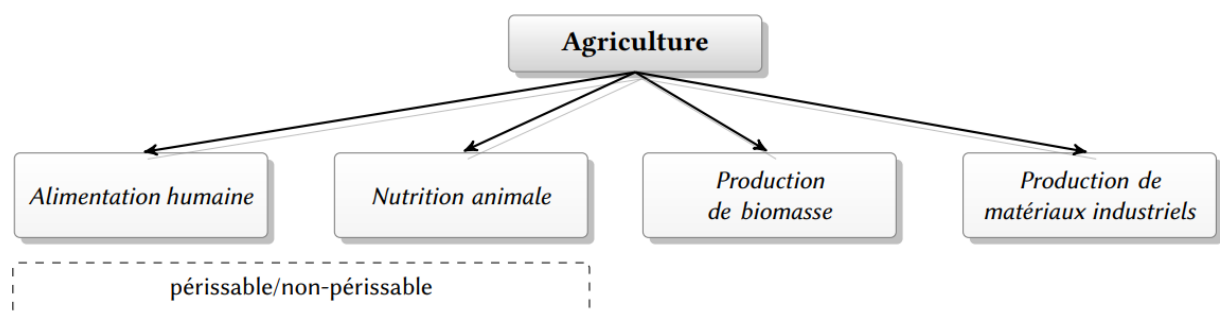 Agriculture
Alimentation humaine
Nutrition animale
Production
de biomasse
Production de
matériaux industriels
périssable/non-périssable